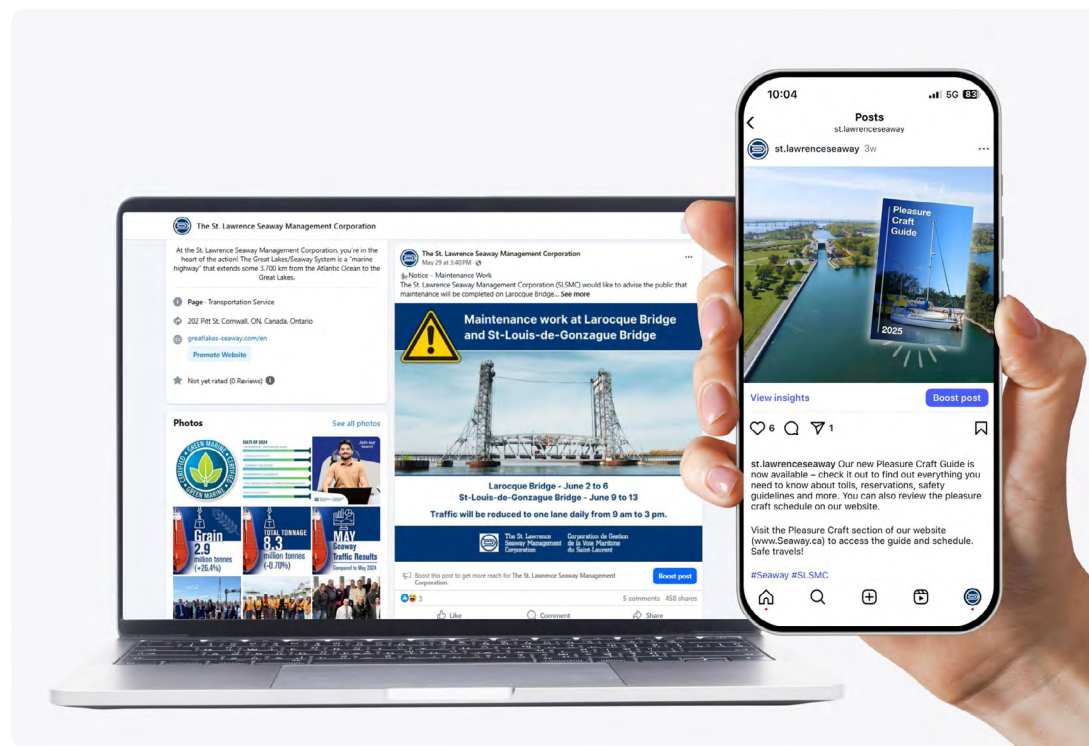 The St. Lawrence Seaway Management Corporation
At the St. Lawrence Seaway Management Corporation, you're in the
heart of the action! The Great Lakes/Seaway System is a "marine
highway" that extends some 3,700 km from the Atlantic Ocean to the
Great Lakes.
Page · Transportation Service
202 Pitt St, Cornwall, ON, Canada, Ontario
greatlakes-seaway.com/en
Promote Website
Not yet rated (0 Reviews)
Photos
See all photos
GREEN MARINE
CERTIFIED
GREEN MARINE
CERTIFIED
SULTS OF 2024
Join our
team!
Grain
2.9
million tonnes
(+26.4%)
TOTAL TONNAGE
8.3
million tonnes
(-0.70%)
MAY
Seaway
Traffic Results
Compared to May 2024
The St. Lawrence Seaway Management Corporation
May 29 at 3:40 PM ·
Notice – Maintenance Work
The St. Lawrence Seaway Management Corporation (SLSMC) would like to advise the public that
maintenance will be completed on Larocque Bridge... See more
Maintenance work at Larocque Bridge
and St-Louis-de-Gonzague Bridge
Larocque Bridge - June 2 to 6
St-Louis-de-Gonzague Bridge - June 9 to 13
Traffic will be reduced to one lane daily from 9 am to 3 pm.
The St. Lawrence
Seaway Management
Corporation
Corporation de Gestion
de la Voie Maritime
du Saint-Laurent
Boost this post to get more reach for The St. Lawrence Seaway Management
Corporation.
Boost post
3
5 comments 458 shares
Like
Comment
Share
10:04
5G 83
Posts
st.lawrenceseaway
st.lawrenceseaway 3w
Pleasure
Craft
Guide
2025
View insights
Boost post
6
1
st.lawrenceseaway Our new Pleasure Craft Guide is
now available – check it out to find out everything you
need to know about tolls, reservations, safety
guidelines and more. You can also review the pleasure
craft schedule on our website.
Visit the Pleasure Craft section of our website
(www.Seaway.ca) to access the guide and schedule.
Safe travels!
#Seaway #SLSMC